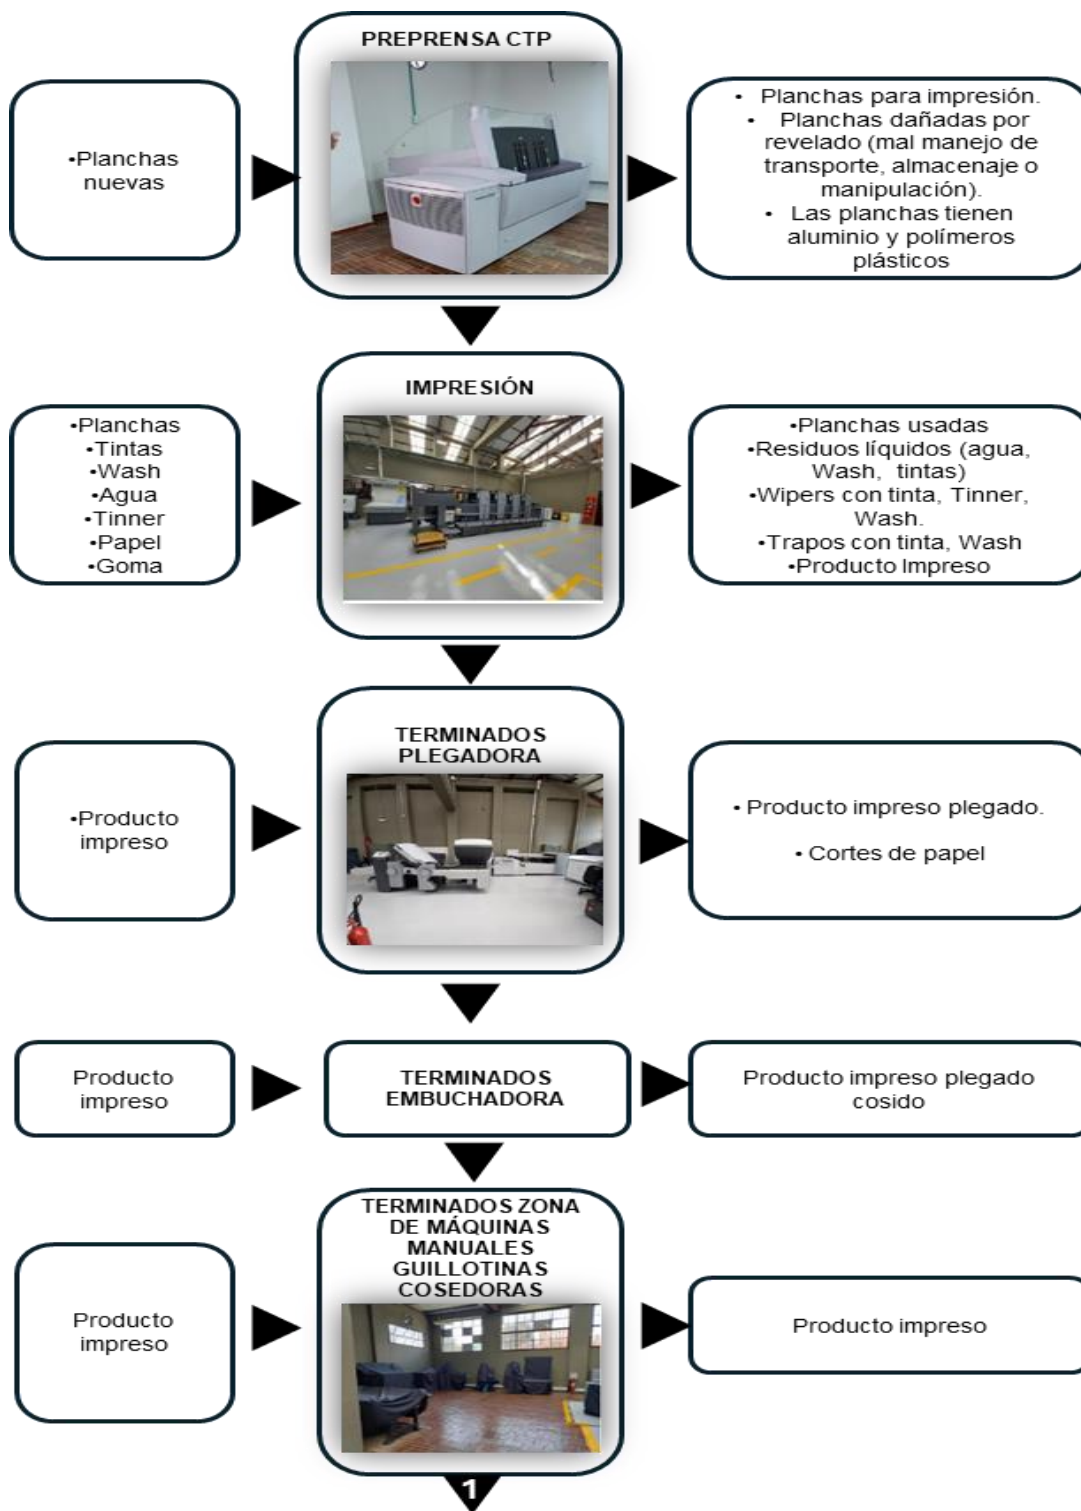 PREPRENSA CTP
•Planchas
nuevas
• Planchas para impresión.
• Planchas dañadas por
revelado (mal manejo de
transporte, almacenaje o
manipulación).
• Las planchas tienen
aluminio y polímeros
plásticos
IMPRESIÓN
•Planchas
•Tintas
•Wash
•Agua
•Tinner
•Papel
•Goma
•Planchas usadas
•Residuos líquidos (agua,
Wash, tintas)
•Wipers con tinta, Tinner,
Wash.
•Trapos con tinta, Wash
•Producto Impreso
TERMINADOS
PLEGADORA
•Producto
impreso
• Producto impreso plegado.
• Cortes de papel
Producto
impreso
TERMINADOS
EMBUCHADORA
Producto impreso plegado
cosido
TERMINADOS ZONA
DE MÁQUINAS
MANUALES
GUILLOTINAS
COSEDORAS
Producto
impreso
Producto impreso
1